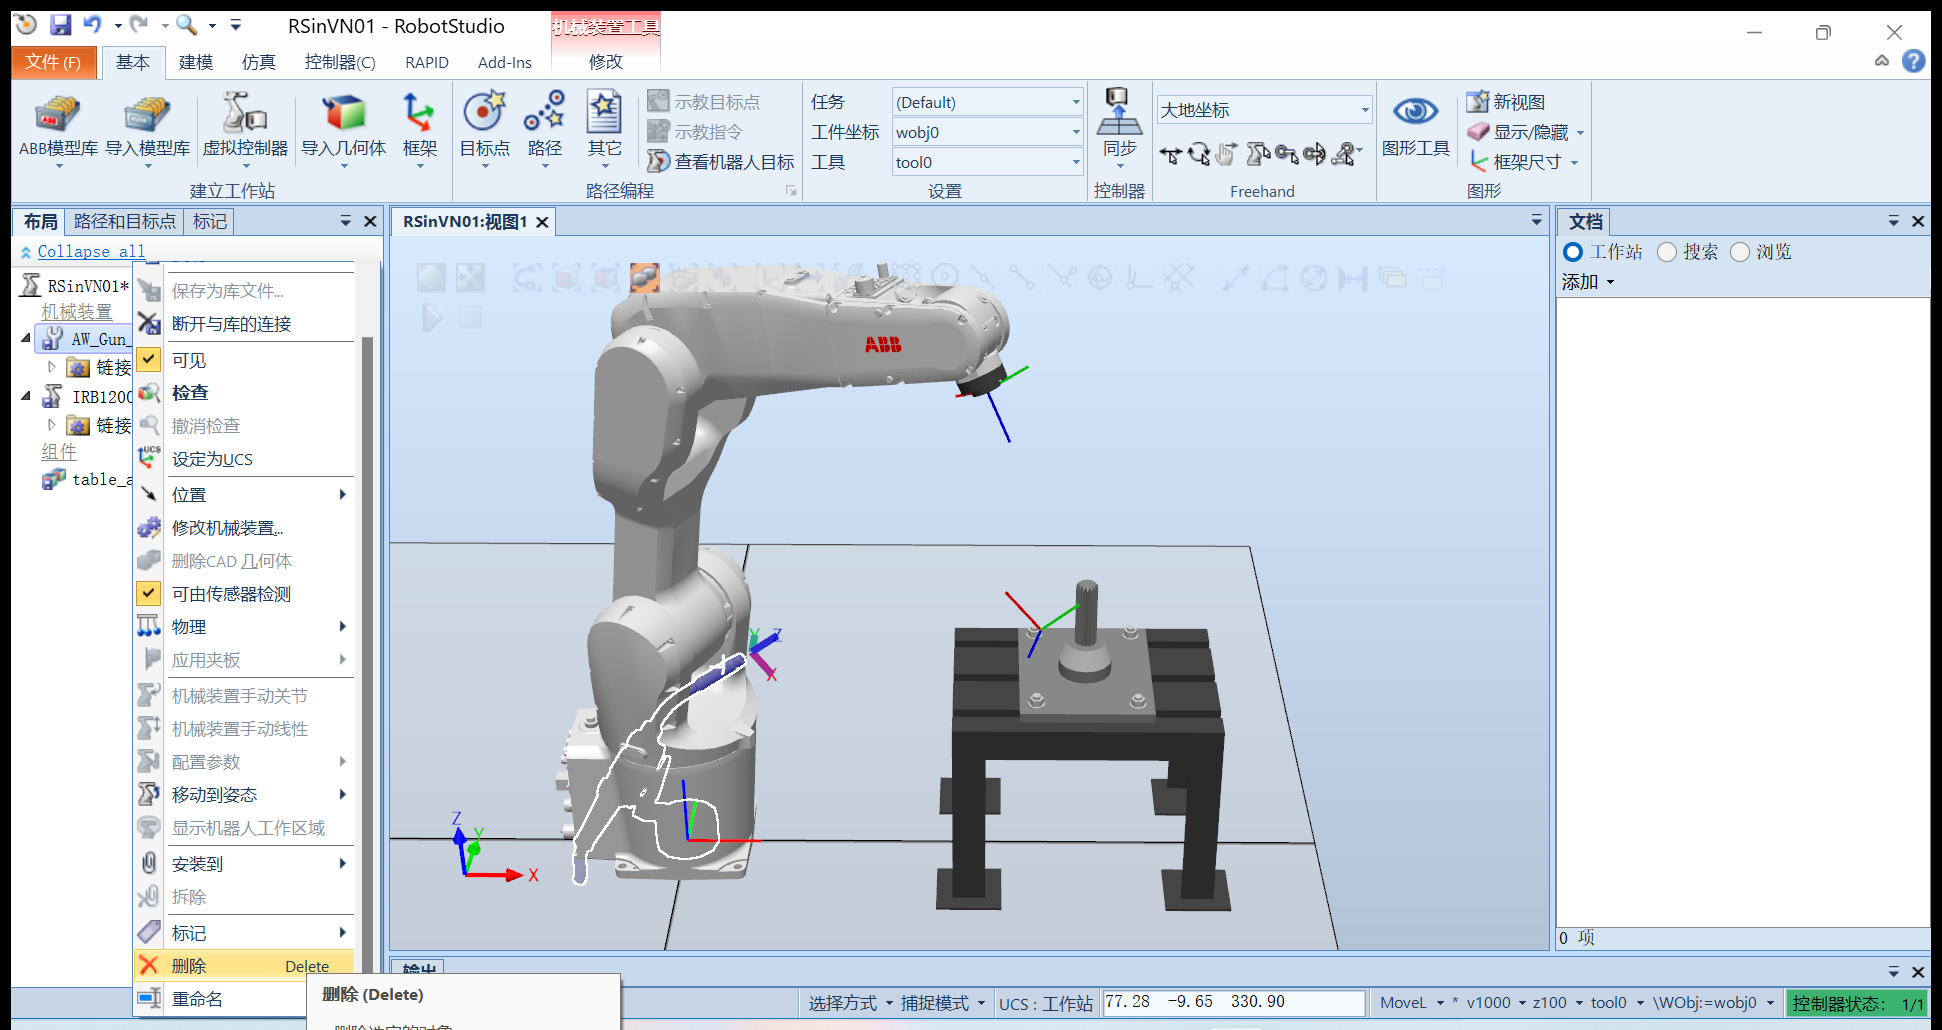 RSinVN01 - RobotStudio
机械装置工具
文件(F)
基本
建模
仿真
控制器(C)
RAPID
Add-Ins
修改
ABB模型库
导入模型库
虚拟控制器
导入几何体
框架
建立工作站
目标点
路径
其它
示教目标点
示教指令
查看机器人目标
路径编程
任务
(Default)
工件坐标
wobj0
工具
tool0
设置
同步
控制器
大地坐标
Freehand
图形工具
新视图
显示/隐藏
框架尺寸
图形
布局
路径和目标点
标记
Collapse all
RSinVN01*
机械装置
AW_Gun_
链接
IRB120C
链接
组件
table_a
保存为库文件...
断开与库的连接
可见
检查
撤消检查
UCS
设定为UCS
位置
修改机械装置...
删除CAD 几何体
可由传感器检测
物理
应用夹板
机械装置手动关节
机械装置手动线性
配置参数
移动到姿态
显示机器人工作区域
安装到
拆除
标记
删除 Delete
重命名
删除 (Delete)
删除选定的对象
RSinVN01:视图1
ABB
Y
Z
X
Z
Y
X
输出
文档
工作站
搜索
浏览
添加
0 项
选择方式
捕捉模式
UCS : 工作站
77.28 -9.65 330.90
MoveL
* v1000
z100
tool0
\WObj:=wobj0
控制器状态: 1/1